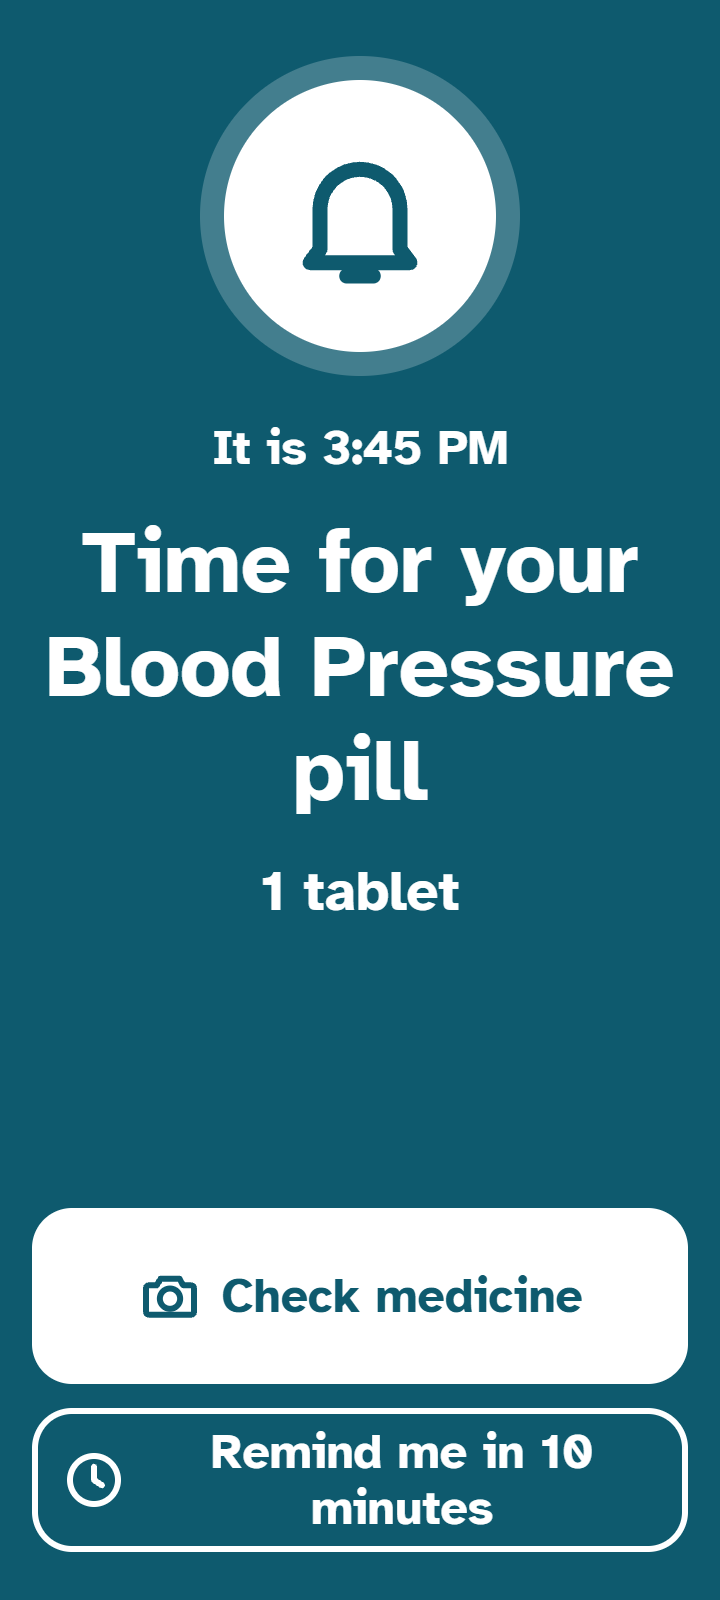 It is 3:45 PM
Time for your
Blood Pressure
pill
1 tablet
Check medicine
Remind me in 10
minutes